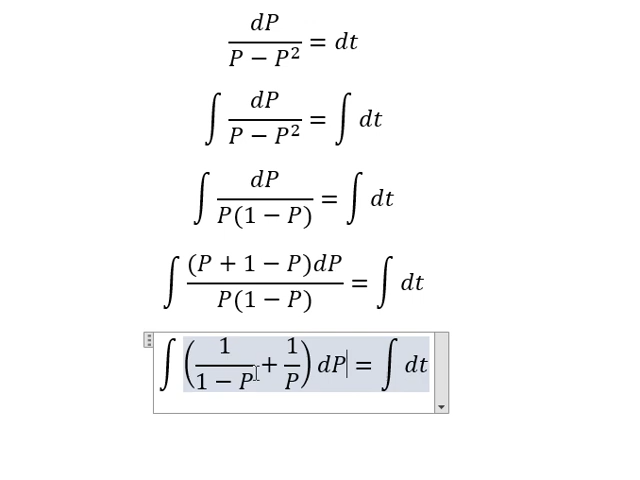 dP/(P − P²) = dt
∫ dP/(P − P²) = ∫ dt
∫ dP/(P(1 − P)) = ∫ dt
∫ (P + 1 − P)dP/(P(1 − P)) = ∫ dt
∫ (1/(1 − P) + 1/P) dP = ∫ dt